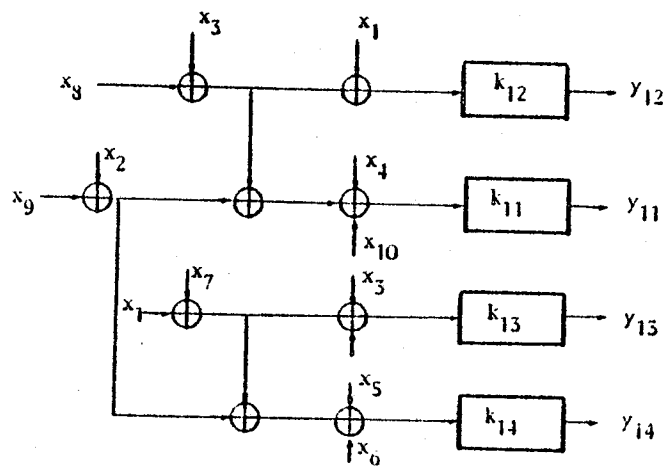 x3 x1
x8 k12 y12
x2 x4
x9 k11 y11
x10
x7 x3
x1 k13 y13
x5
k14 y14
x6